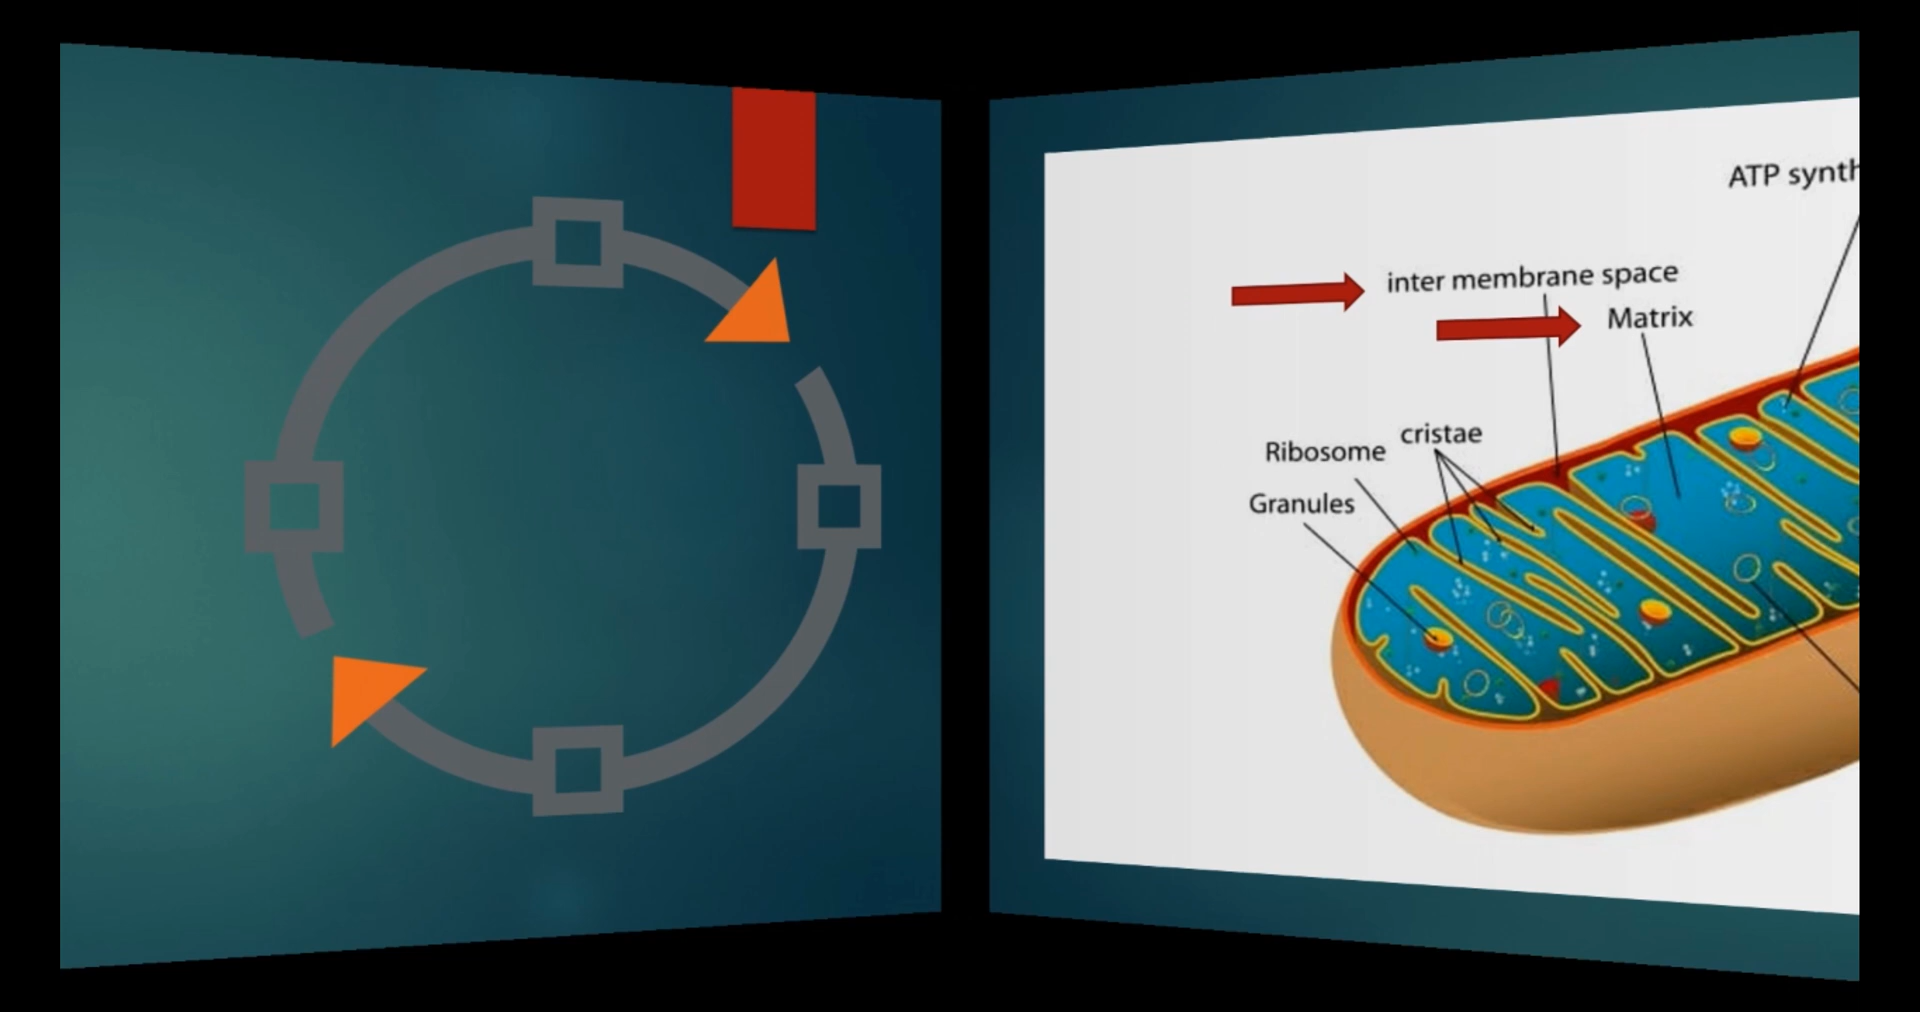 ATP synth
inter membrane space
Matrix
cristae
Ribosome
Granules